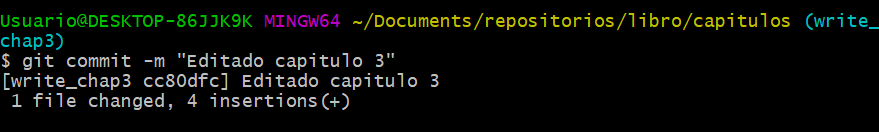 Usuario@DESKTOP-86JJK9K MINGW64 ~/Documents/repositorios/libro/capitulos (write_
chap3)
$ git commit -m "Editado capitulo 3"
[write_chap3 cc80dfc] Editado capitulo 3
 1 file changed, 4 insertions(+)